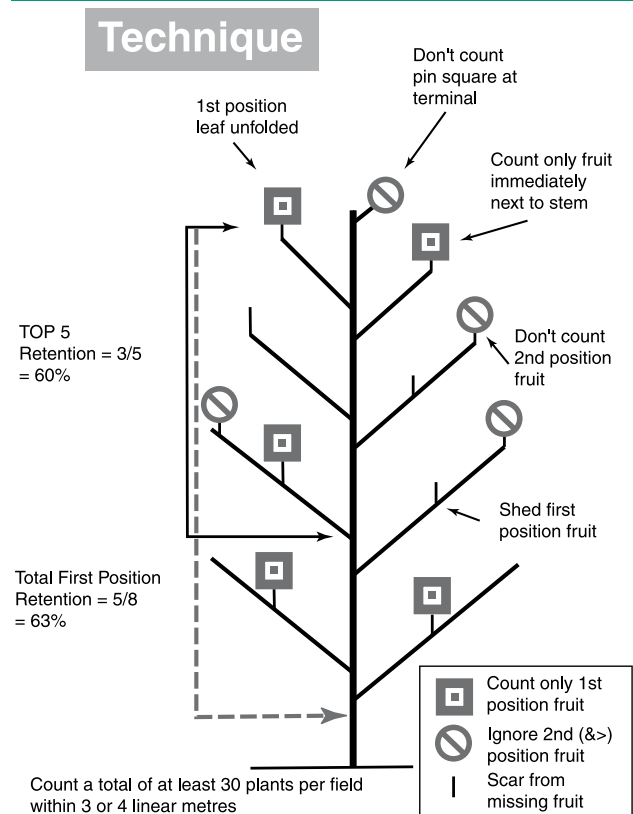 Technique
Don't count
pin square at
terminal
1st position
leaf unfolded
Count only fruit
immediately
next to stem
TOP 5
Retention = 3/5
= 60%
Don't count
2nd position
fruit
Shed first
position fruit
Total First Position
Retention = 5/8
= 63%
Count only 1st
position fruit
Ignore 2nd (&>)
position fruit
Scar from
missing fruit
Count a total of at least 30 plants per field
within 3 or 4 linear metres